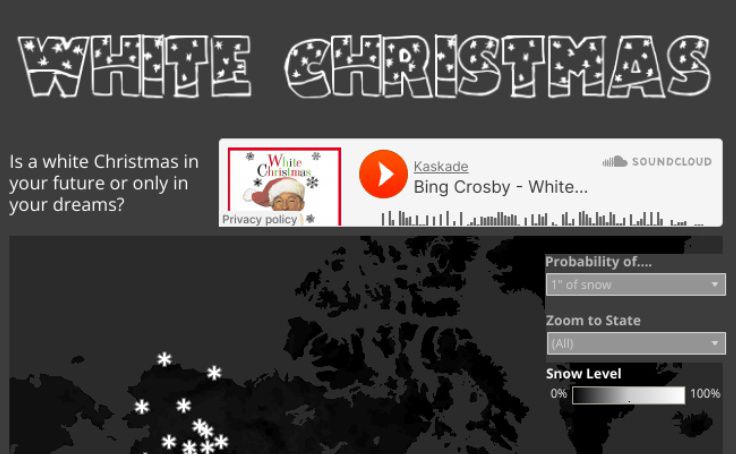 WHITE CHRISTMAS
Is a white Christmas in
your future or only in
your dreams?
White
Christmas
Privacy policy
Kaskade
Bing Crosby - White...
SOUNDCLOUD
Probability of....
1" of snow
Zoom to State
(All)
Snow Level
0% 100%